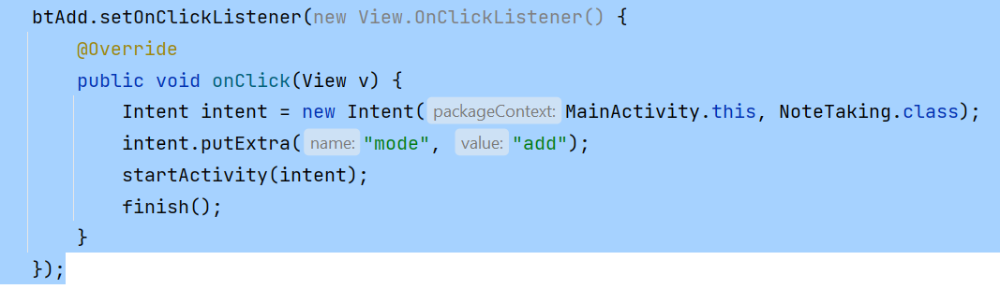 btAdd.setOnClickListener(new View.OnClickListener() {
@Override
public void onClick(View v) {
Intent intent = new Intent( packageContext: MainActivity.this, NoteTaking.class);
intent.putExtra( name: "mode", value: "add");
startActivity(intent);
finish();
}
});